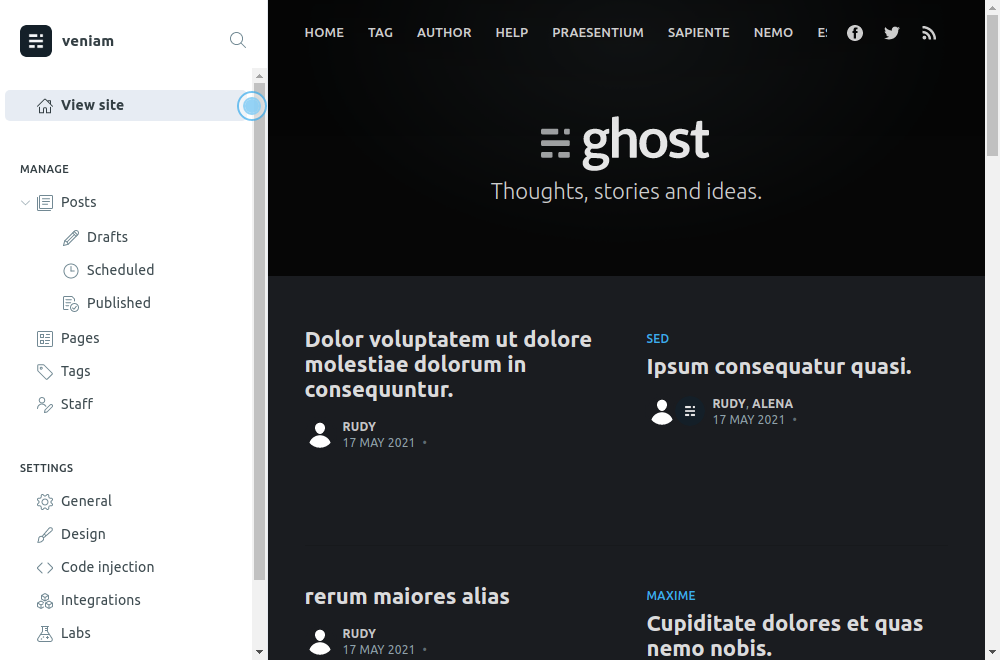 veniam
View site
MANAGE
Posts
Drafts
Scheduled
Published
Pages
Tags
Staff
SETTINGS
General
Design
Code injection
Integrations
Labs
HOME TAG AUTHOR HELP PRAESENTIUM SAPIENTE NEMO
ghost
Thoughts, stories and ideas.
Dolor voluptatem ut dolore
molestiae dolorum in
consequuntur.
RUDY
17 MAY 2021 •
SED
Ipsum consequatur quasi.
RUDY, ALENA
17 MAY 2021 •
rerum maiores alias
RUDY
17 MAY 2021 •
MAXIME
Cupiditate dolores et quas
nemo nobis.